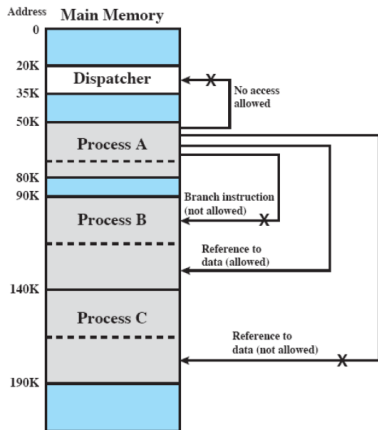 Address
Main Memory
0
20K
Dispatcher
X
35K
No access
allowed
50K
Process A
80K
90K
Branch instruction
(not allowed)
X
Process B
Reference to
data (allowed)
140K
Process C
Reference to
data (not allowed)
X
190K